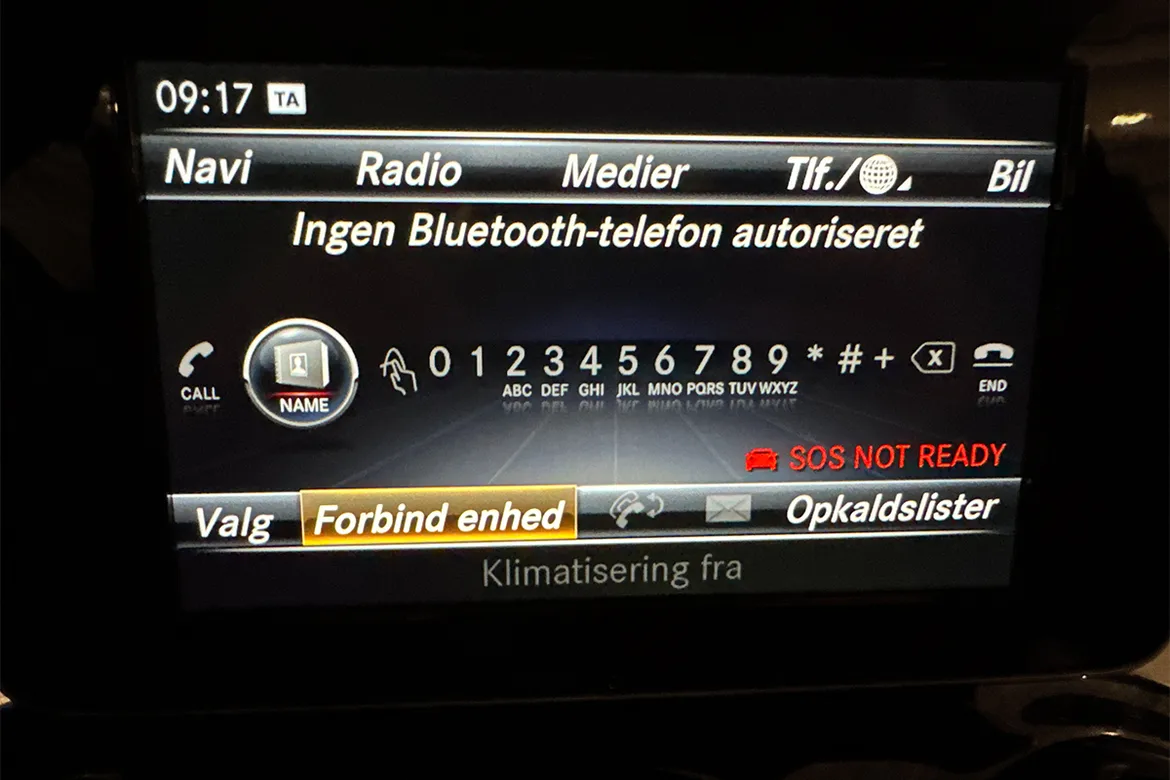 09:17 TA
Navi Radio Medier Tlf./ Bil
Ingen Bluetooth-telefon autoriseret
0 1 2 3 4 5 6 7 8 9 * # + X
CALL NAME ABC DEF GHI JKL MNO PQRS TUV WXYZ END
SOS NOT READY
Valg Forbind enhed Opkaldslister
Klimatisering fra